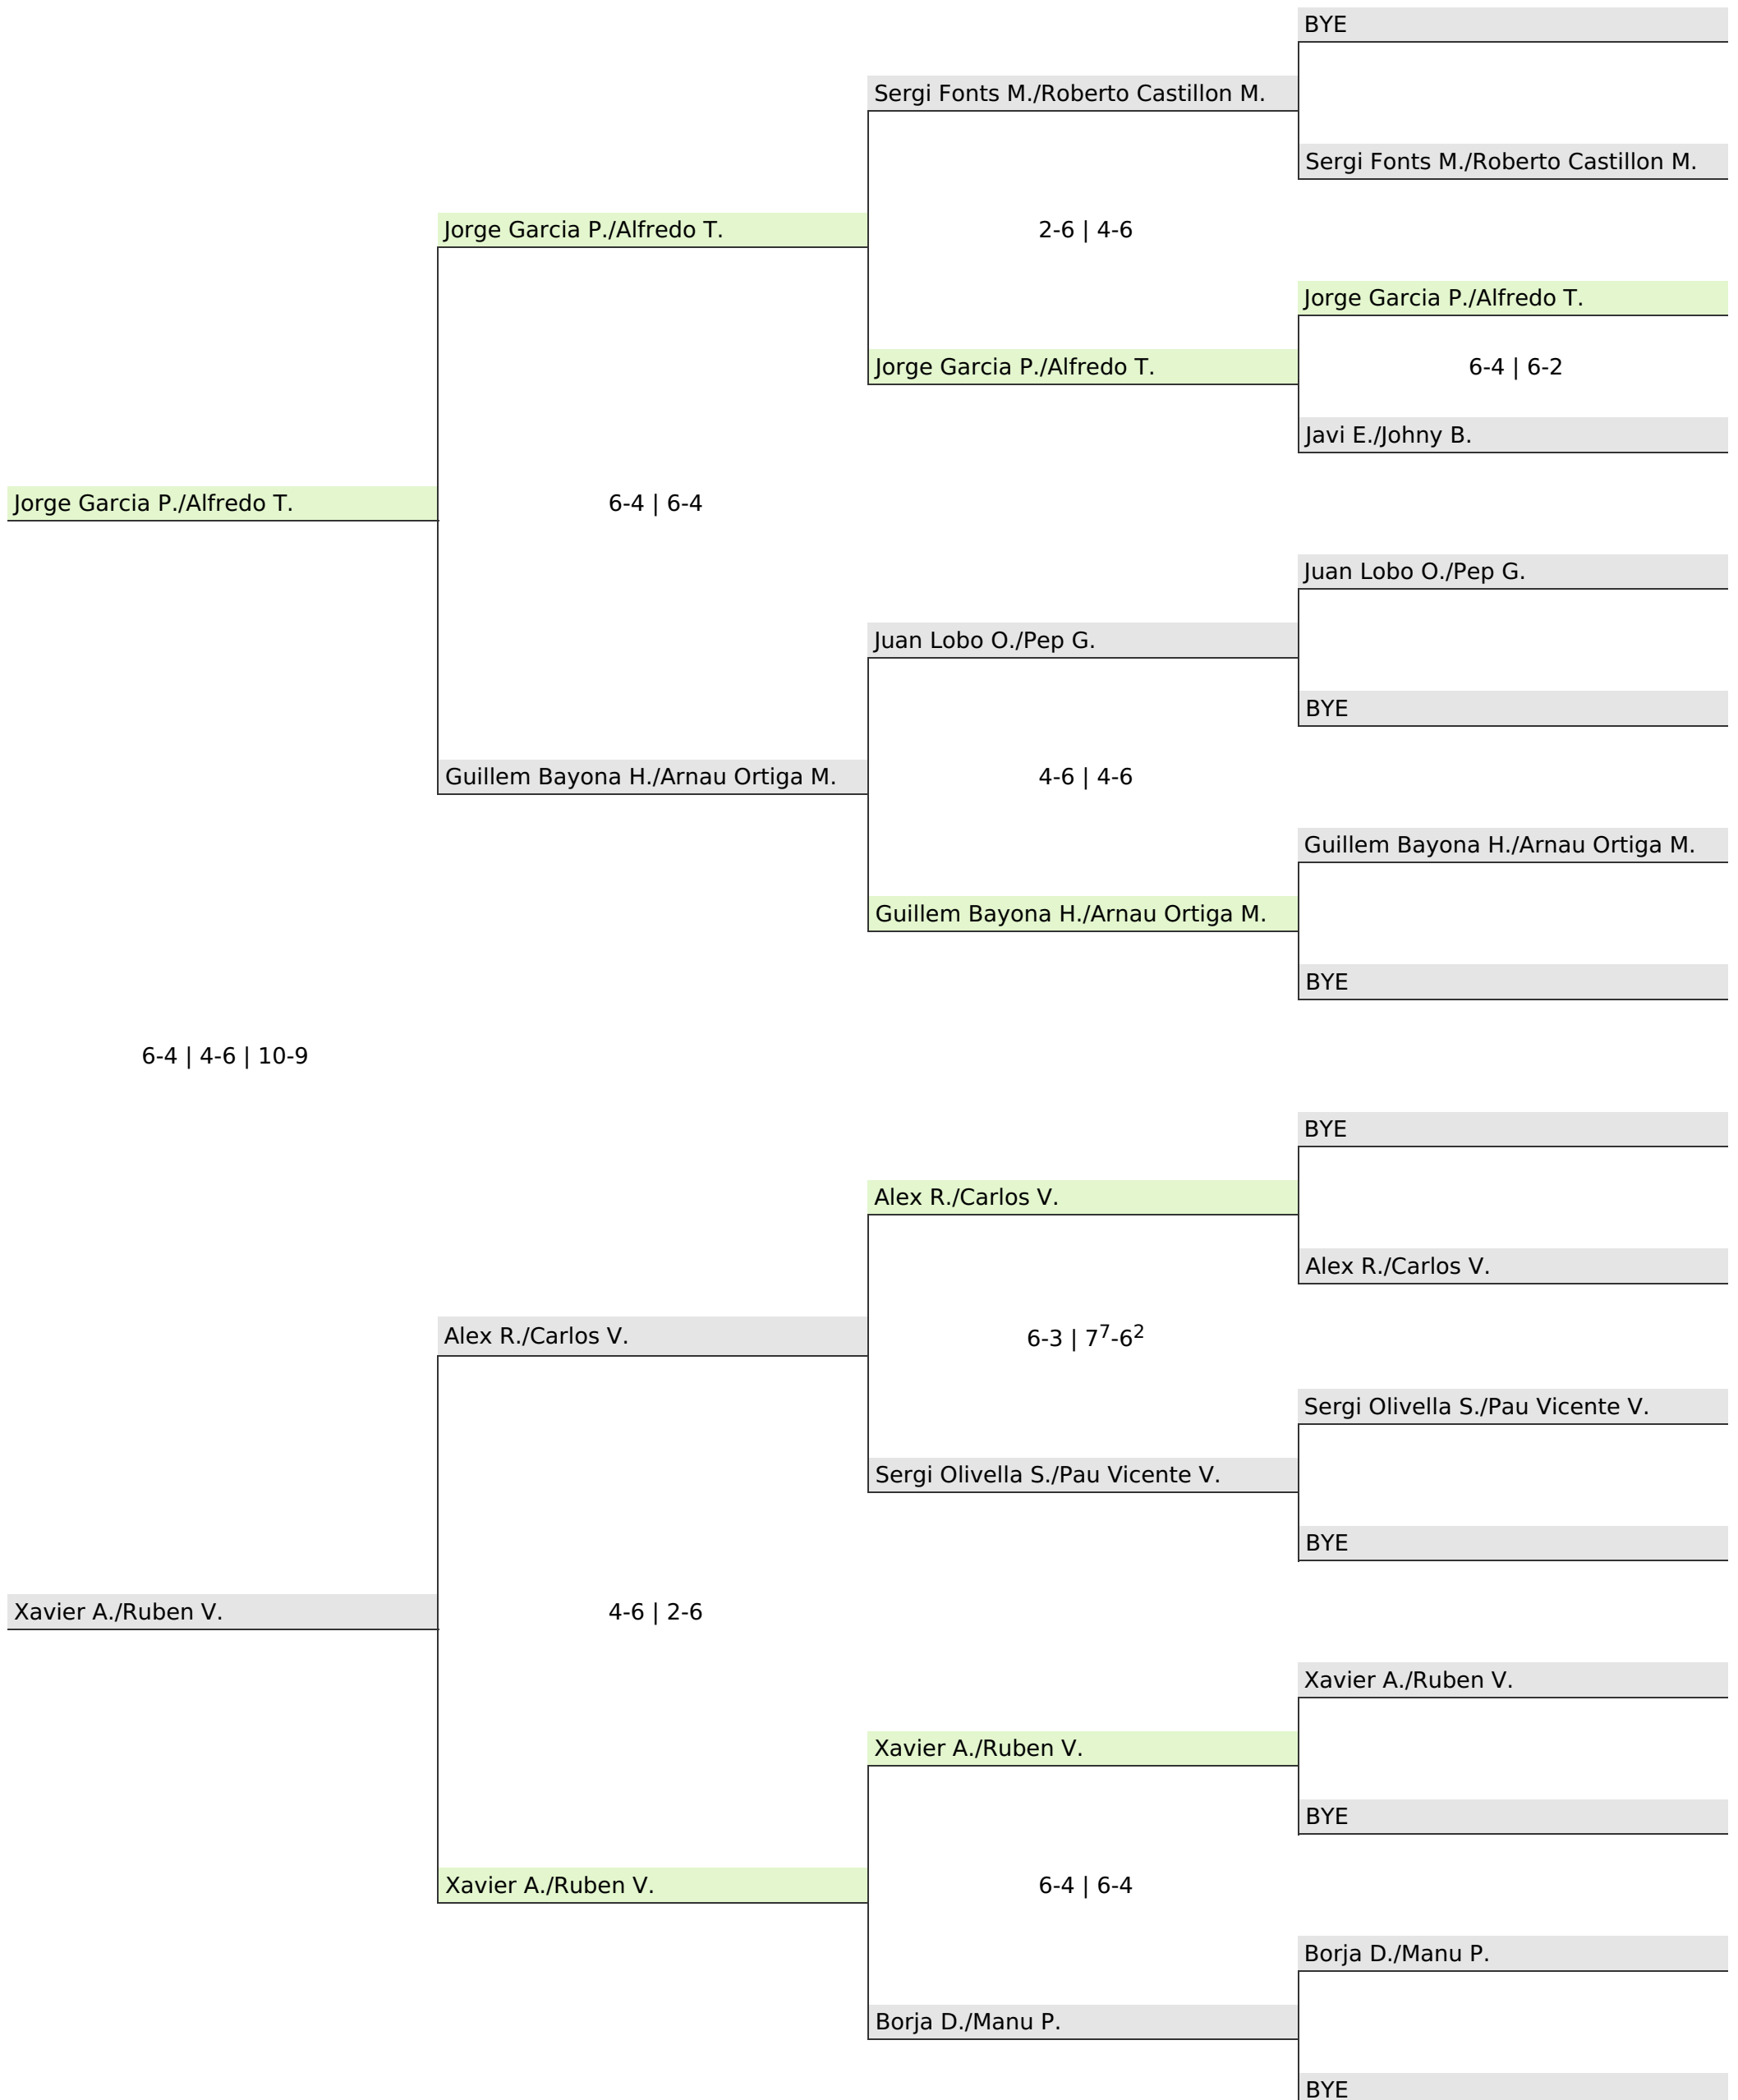 BYE
Sergi Fonts M./Roberto Castillon M.
Sergi Fonts M./Roberto Castillon M.
Jorge Garcia P./Alfredo T.
2-6 | 4-6
Jorge Garcia P./Alfredo T.
Jorge Garcia P./Alfredo T.
6-4 | 6-2
Javi E./Johny B.
Jorge Garcia P./Alfredo T.
6-4 | 6-4
Juan Lobo O./Pep G.
Juan Lobo O./Pep G.
BYE
Guillem Bayona H./Arnau Ortiga M.
4-6 | 4-6
Guillem Bayona H./Arnau Ortiga M.
Guillem Bayona H./Arnau Ortiga M.
BYE
6-4 | 4-6 | 10-9
BYE
Alex R./Carlos V.
Alex R./Carlos V.
Alex R./Carlos V.
6-3 | 7⁷-6²
Sergi Olivella S./Pau Vicente V.
Sergi Olivella S./Pau Vicente V.
BYE
Xavier A./Ruben V.
4-6 | 2-6
Xavier A./Ruben V.
Xavier A./Ruben V.
BYE
Xavier A./Ruben V.
6-4 | 6-4
Borja D./Manu P.
Borja D./Manu P.
BYE